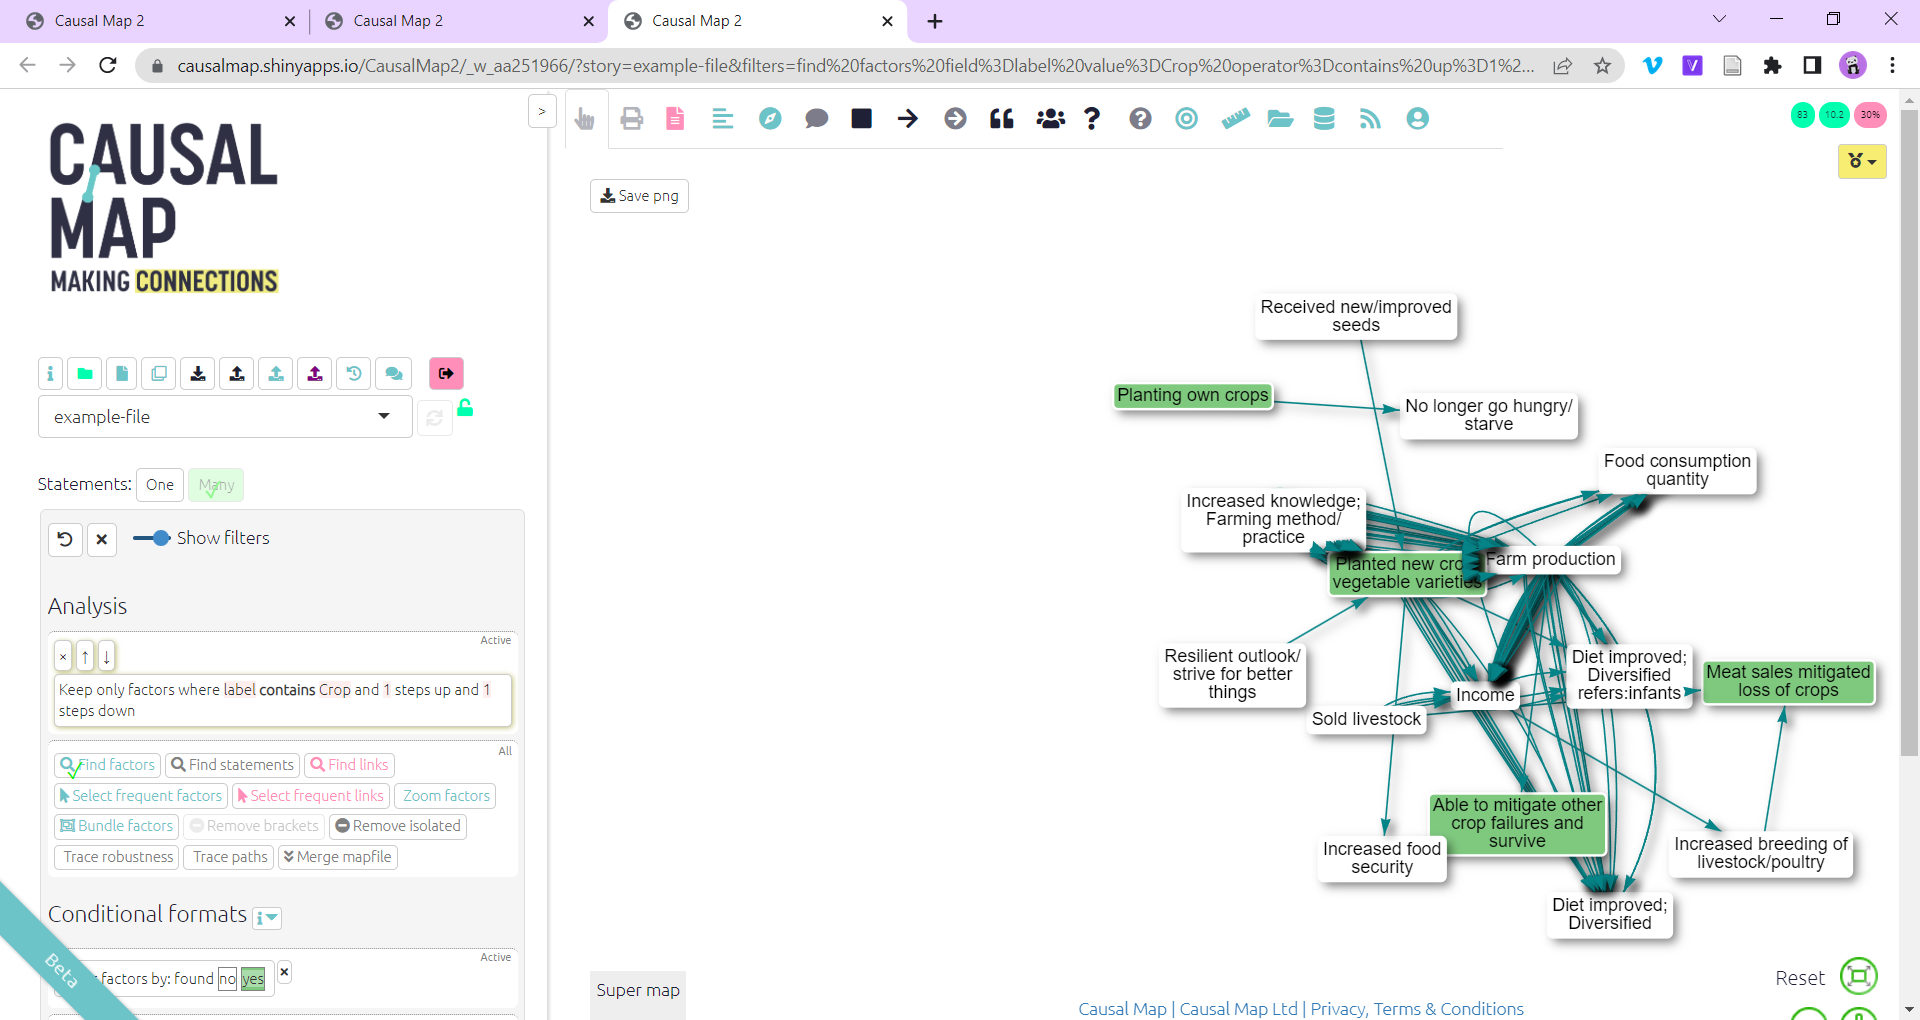 Causal Map 2
Causal Map 2
Causal Map 2
causalmap.shinyapps.io/CausalMap2/_w_aa251966/?story=example-file&filters=find%20factors%20field%3Dlabel%20value%3DCrop%20operator%3Dcontains%20up%3D1%2...
CAUSAL
MAP
MAKING CONNECTIONS
83
10.2
30%
Save png
example-file
Statements: One Many
Show filters
Analysis
Active
Keep only factors where label contains Crop and 1 steps up and 1
steps down
All
Find factors
Find statements
Find links
Select frequent factors
Select frequent links
Zoom factors
Bundle factors
Remove brackets
Remove isolated
Trace robustness
Trace paths
Merge mapfile
Conditional formats
Active
factors by: found no yes
Beta
Received new/improved
seeds
Planting own crops
No longer go hungry/
starve
Food consumption
quantity
Increased knowledge;
Farming method/
practice
Farm production
Planted new
vegetable varieties
Resilient outlook/
strive for better
things
Diet improved;
Diversified
refers:infants
Meat sales mitigated
loss of crops
Income
Sold livestock
Able to mitigate other
crop failures and
survive
Increased food
security
Increased breeding of
livestock/poultry
Diet improved;
Diversified
Super map
Reset
Causal Map | Causal Map Ltd | Privacy, Terms & Conditions